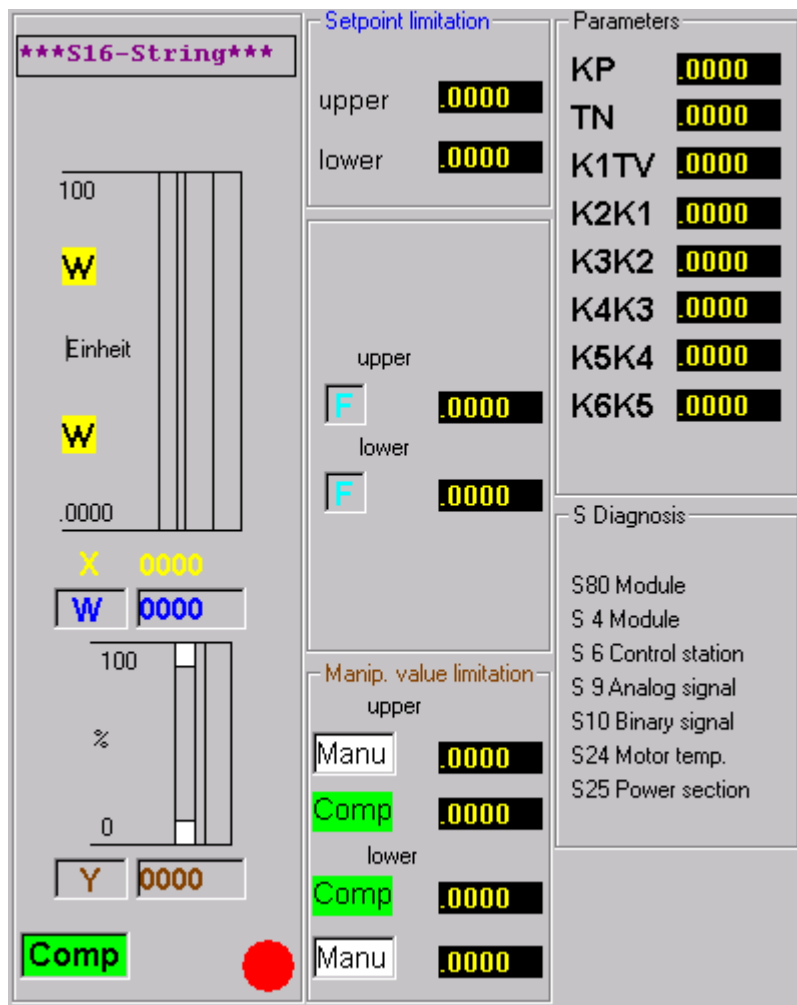 ***S16-String***
100
W
Einheit
W
.0000
X 0000
W 0000
100
%
0
Y 0000
Comp
Setpoint limitation
upper .0000
lower .0000
upper
F .0000
lower
F .0000
Manip. value limitation
upper
Manu .0000
Comp .0000
lower
Comp .0000
Manu .0000
Parameters
KP .0000
TN .0000
K1TV .0000
K2K1 .0000
K3K2 .0000
K4K3 .0000
K5K4 .0000
K6K5 .0000
S Diagnosis
S80 Module
S 4 Module
S 6 Control station
S 9 Analog signal
S10 Binary signal
S24 Motor temp.
S25 Power section